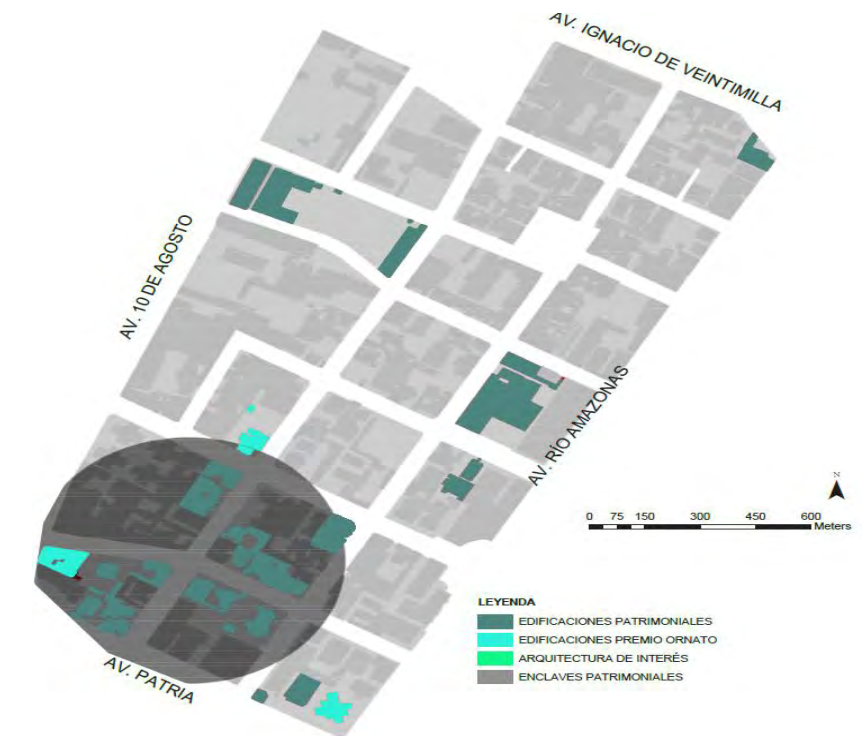 AV. IGNACIO DE VEINTIMILLA
AV. 10 DE AGOSTO
AV. RÍO AMAZONAS
N
0 75 150 300 450 600
Meters
LEYENDA
EDIFICACIONES PATRIMONIALES
EDIFICACIONES PREMIO ORNATO
ARQUITECTURA DE INTERÉS
ENCLAVES PATRIMONIALES
AV. PATRIA